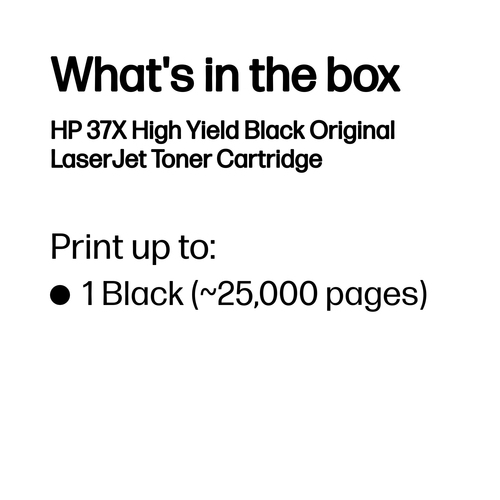 What's in the box
HP 37X High Yield Black Original
LaserJet Toner Cartridge
Print up to:
● 1 Black (~25,000 pages)